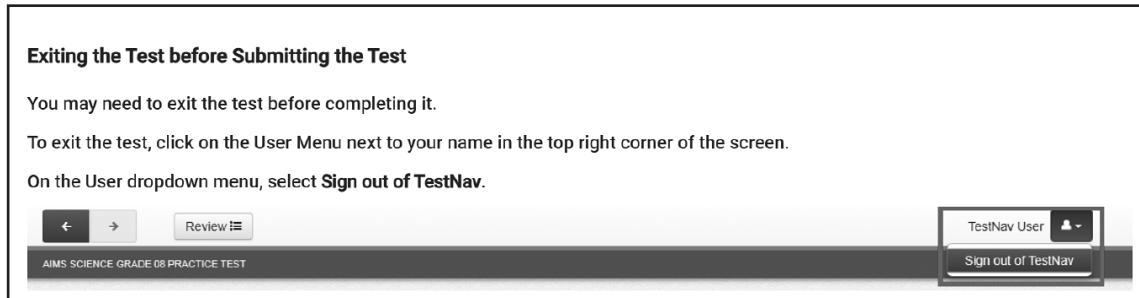 Exiting the Test before Submitting the Test
You may need to exit the test before completing it.
To exit the test, click on the User Menu next to your name in the top right corner of the screen.
On the User dropdown menu, select Sign out of TestNav.
Review
TestNav User
AIMS SCIENCE GRADE 08 PRACTICE TEST
Sign out of TestNav